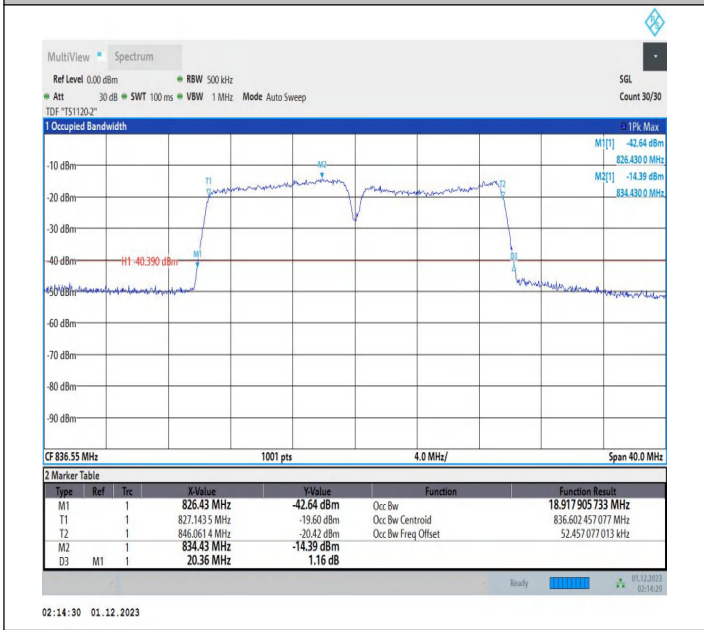 R&S
MultiView Spectrum
Ref Level 0.00 dBm RBW 500 kHz SGL
Att 30 dB SWT 100 ms VBW 1 MHz Mode Auto Sweep Count 30/30
TDF "TS1120-2"
1 Occupied Bandwidth 1Pk Max
M1[1] -42.64 dBm
826.430 0 MHz
M2[1] -14.39 dBm
834.430 0 MHz
-10 dBm
M2
T1
T2
-20 dBm
-30 dBm
M1
D3
-40 dBm H1 -40.390 dBm
-50 dBm
-60 dBm
-70 dBm
-80 dBm
-90 dBm
CF 836.55 MHz 1001 pts 4.0 MHz/ Span 40.0 MHz
2 Marker Table
Type Ref Trc X-Value Y-Value Function Function Result
M1 1 826.43 MHz -42.64 dBm Occ Bw 18.917 905 733 MHz
T1 1 827.143 5 MHz -19.60 dBm Occ Bw Centroid 836.602 457 077 MHz
T2 1 846.061 4 MHz -20.42 dBm Occ Bw Freq Offset 52.457 077 013 kHz
M2 1 834.43 MHz -14.39 dBm
D3 M1 1 20.36 MHz 1.16 dB
Ready 01.12.2023
02:14:29
02:14:30 01.12.2023